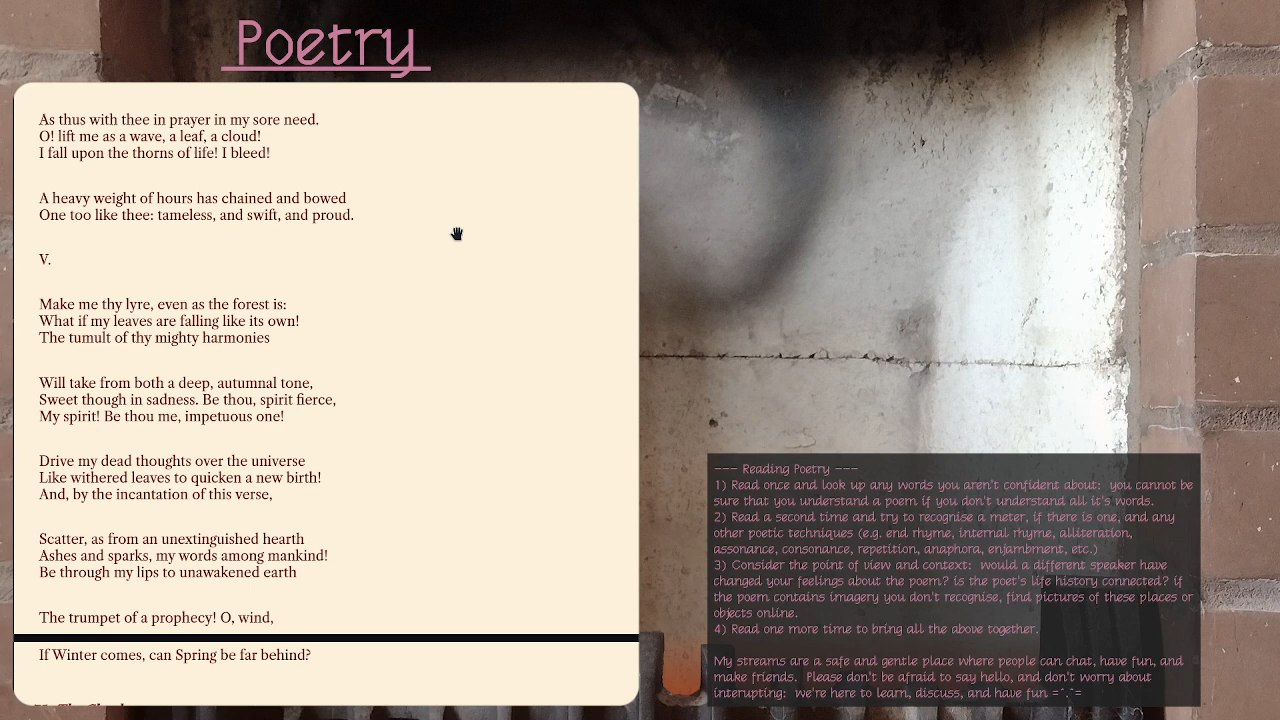 Poetry
As thus with thee in prayer in my sore need.
O! lift me as a wave, a leaf, a cloud!
I fall upon the thorns of life! I bleed!
A heavy weight of hours has chained and bowed
One too like thee: tameless, and swift, and proud.
V.
Make me thy lyre, even as the forest is:
What if my leaves are falling like its own!
The tumult of thy mighty harmonies
Will take from both a deep, autumnal tone,
Sweet though in sadness. Be thou, spirit fierce,
My spirit! Be thou me, impetuous one!
Drive my dead thoughts over the universe
Like withered leaves to quicken a new birth!
And, by the incantation of this verse,
Scatter, as from an unextinguished hearth
Ashes and sparks, my words among mankind!
Be through my lips to unawakened earth
The trumpet of a prophecy! O, wind,
If Winter comes, can Spring be far behind?
--- Reading Poetry ---
1) Read once and look up any words you aren't confident about: you cannot be
sure that you understand a poem if you don't understand all it's words.
2) Read a second time and try to recognise a meter, if there is one, and any
other poetic techniques (e.g. end rhyme, internal rhyme, alliteration,
assonance, consonance, repetition, anaphora, enjambment, etc.)
3) Consider the point of view and context: would a different speaker have
changed your feelings about the poem? is the poet's life history connected? if
the poem contains imagery you don't recognise, find pictures of these places or
objects online.
4) Read one more time to bring all the above together.
My streams are a safe and gentle place where people can chat, have fun, and
make friends. Please don't be afraid to say hello, and don't worry about
interupting: we're here to learn, discuss, and have fun =^.^=